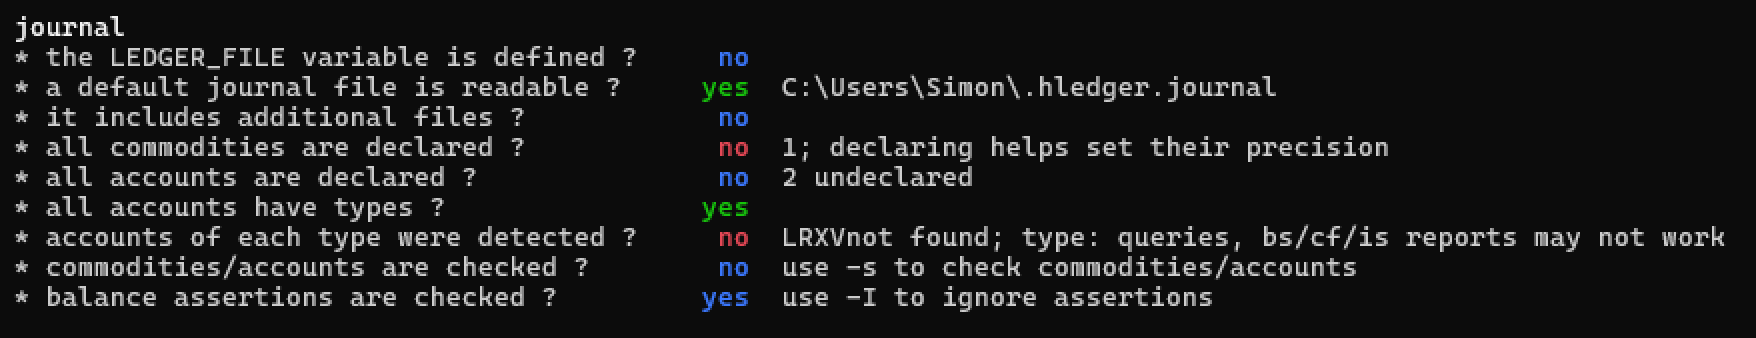 journal
* the LEDGER_FILE variable is defined ? no
* a default journal file is readable ? yes C:\Users\Simon\.hledger.journal
* it includes additional files ? no
* all commodities are declared ? no 1; declaring helps set their precision
* all accounts are declared ? no 2 undeclared
* all accounts have types ? yes
* accounts of each type were detected ? no LRXVnot found; type: queries, bs/cf/is reports may not work
* commodities/accounts are checked ? no use -s to check commodities/accounts
* balance assertions are checked ? yes use -I to ignore assertions